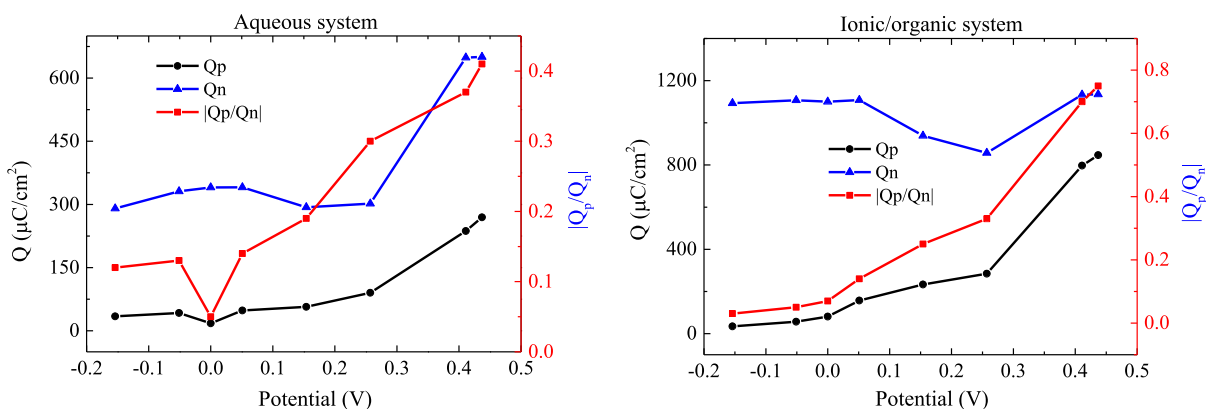 Aqueous system
Qp
Qn
|Qp/Qn|
600
450
300
150
0
Q (μC/cm²)
0.4
0.3
0.2
0.1
0.0
|Qp/Qn|
-0.2 -0.1 0.0 0.1 0.2 0.3 0.4 0.5
Potential (V)
Ionic/organic system
Qp
Qn
|Qp/Qn|
1200
800
400
0
Q (μC/cm²)
0.8
0.6
0.4
0.2
0.0
|Qp/Qn|
-0.2 -0.1 0.0 0.1 0.2 0.3 0.4 0.5
Potential (V)